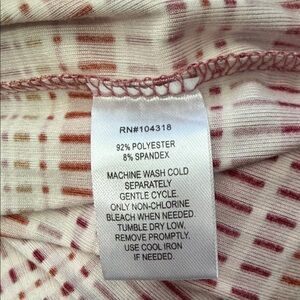 RN#104318
92% POLYESTER
8% SPANDEX
MACHINE WASH COLD
SEPARATELY
GENTLE CYCLE.
ONLY NON-CHLORINE
BLEACH WHEN NEEDED.
TUMBLE DRY LOW,
REMOVE PROMPTLY,
USE COOL IRON
IF NEEDED.